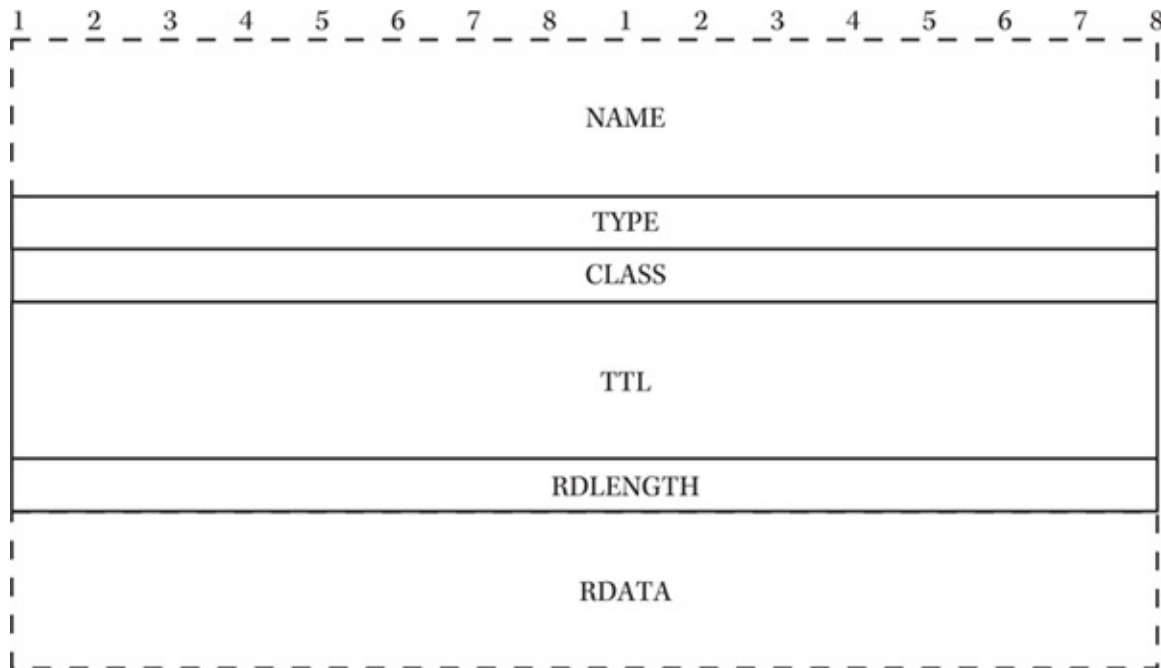 1 2 3 4 5 6 7 8 1 2 3 4 5 6 7 8
NAME
TYPE
CLASS
TTL
RDLENGTH
RDATA